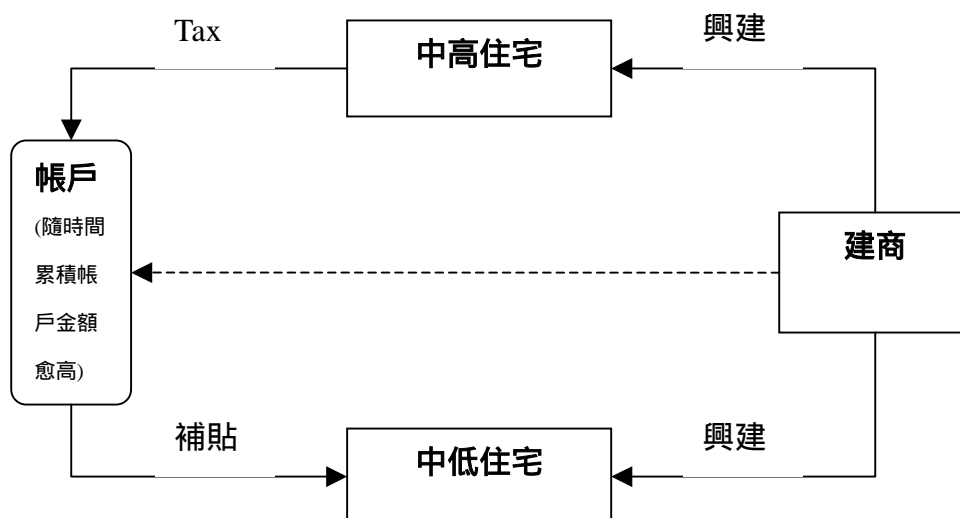 Tax
中高住宅
興建
帳戶
(隨時間
累積帳
戶金額
愈高)
建商
補貼
中低住宅
興建